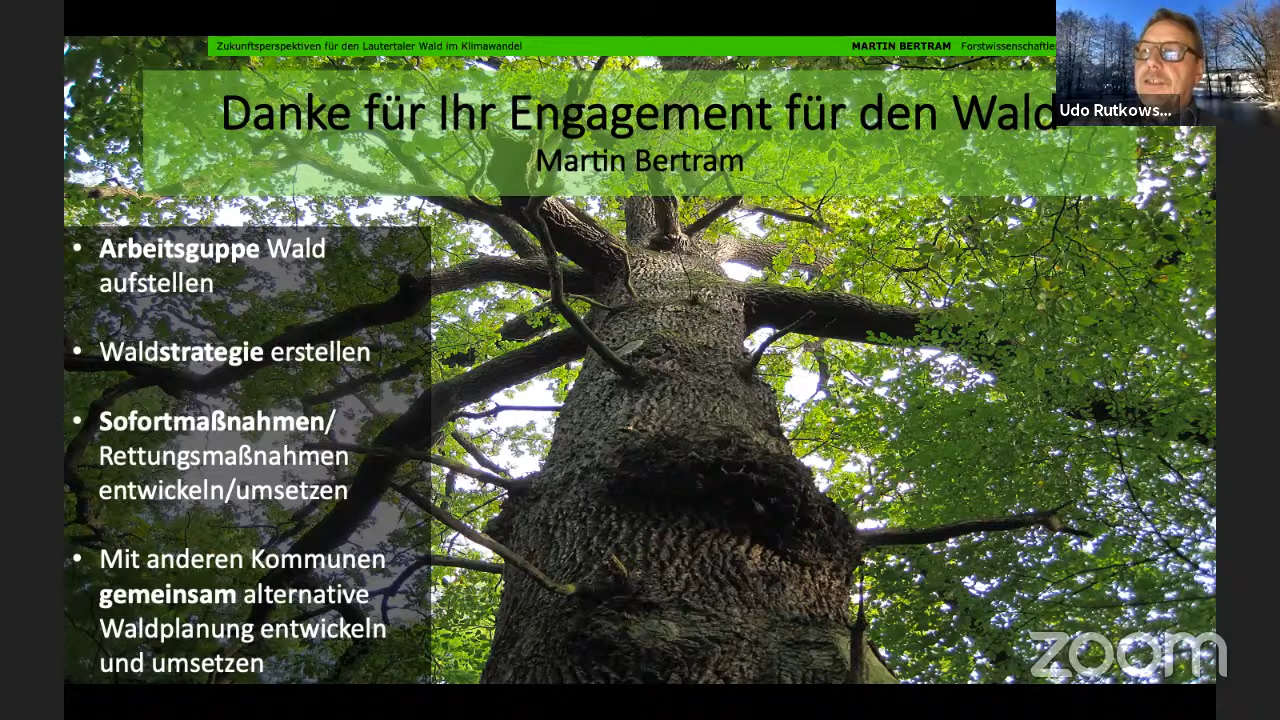 Zukunftsperspektiven für den Lautertaler Wald im Klimawandel
MARTIN BERTRAM Forstwissenschaftle
Danke für Ihr Engagement für den Wald
Martin Bertram
Udo Rutkows...
• Arbeitsguppe Wald
aufstellen
• Waldstrategie erstellen
• Sofortmaßnahmen/
Rettungsmaßnahmen
entwickeln/umsetzen
• Mit anderen Kommunen
gemeinsam alternative
Waldplanung entwickeln
und umsetzen
zoom